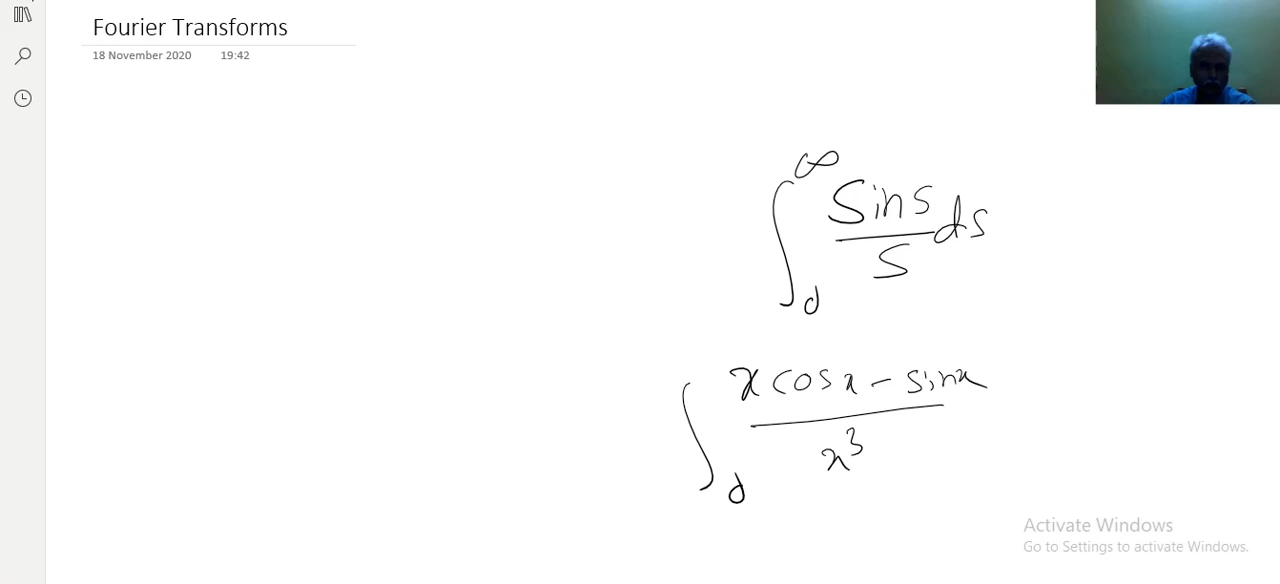 Fourier Transforms
18 November 2020 19:42
∫₀^∞ sin s / s ds
∫₀ x cos x − sin x / x³
Activate Windows
Go to Settings to activate Windows.